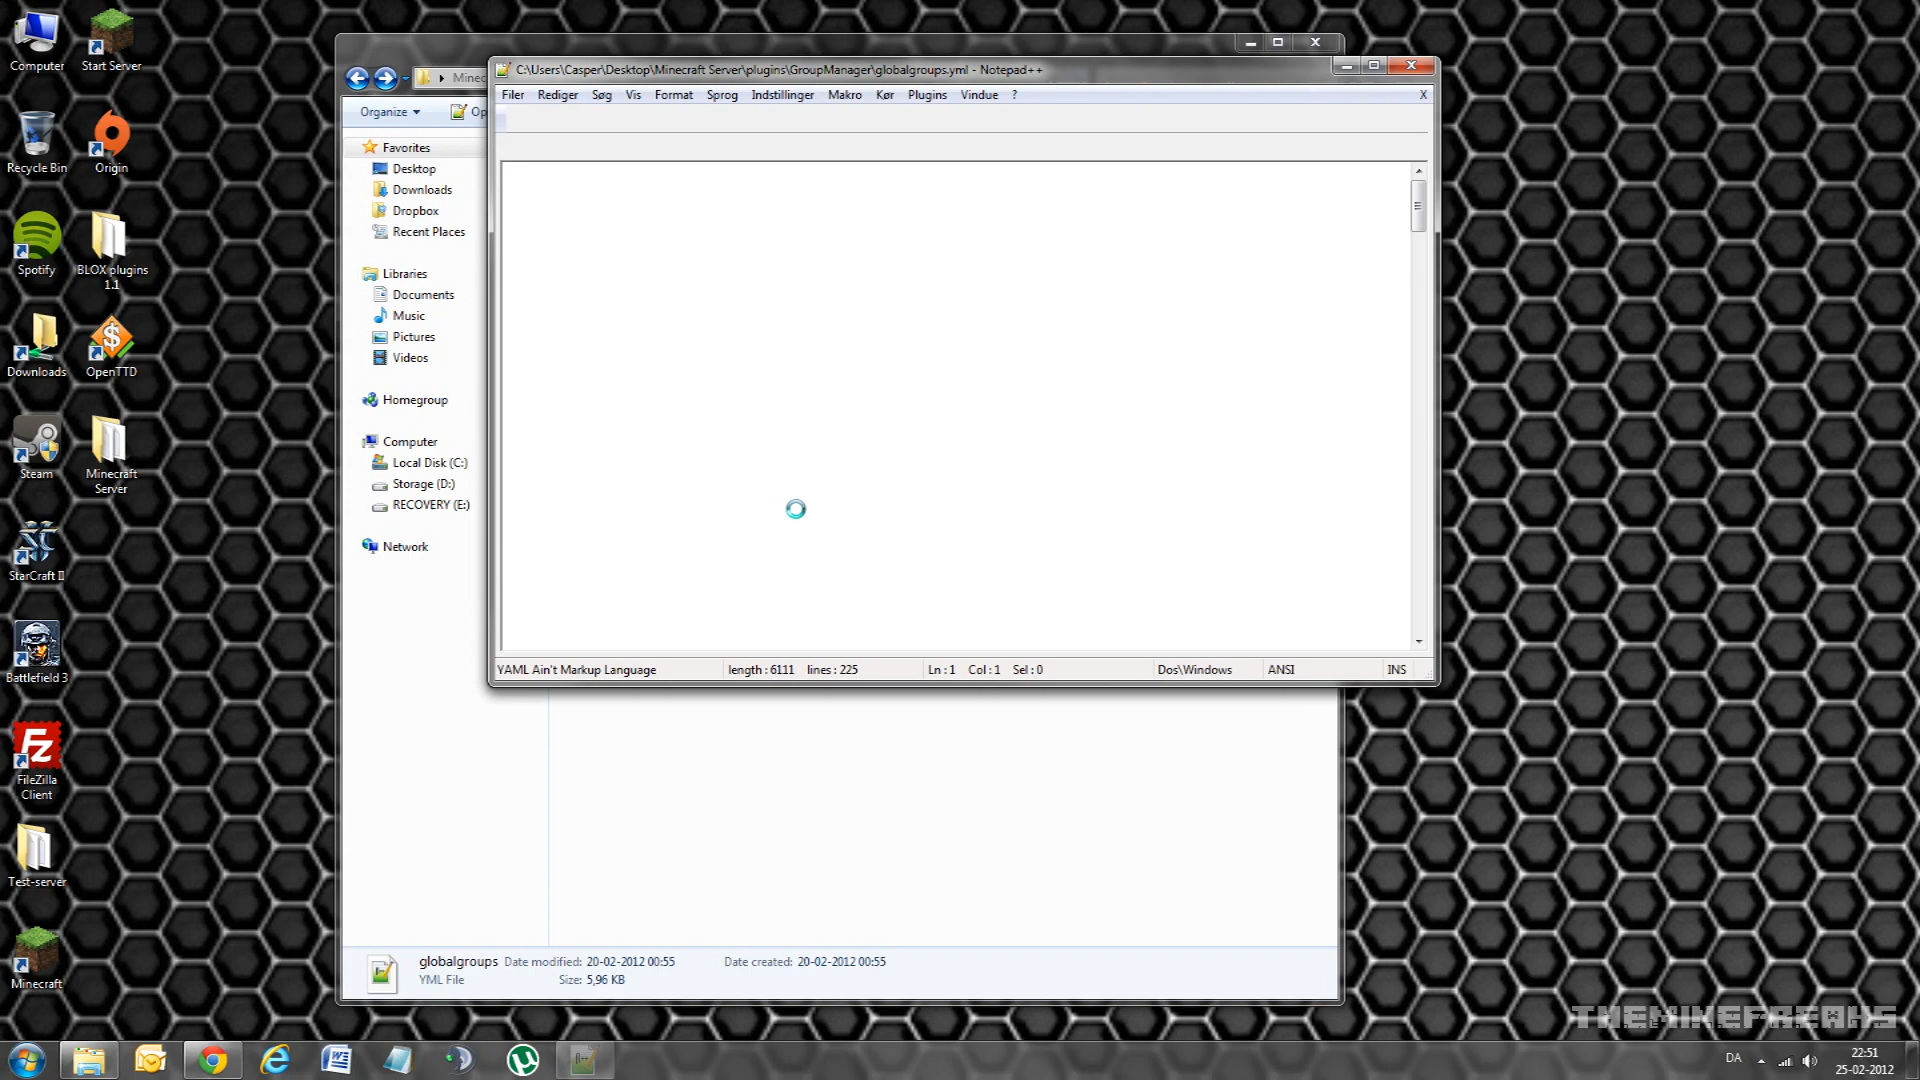 Computer
Start Server
Recycle Bin
Origin
Spotify
BLOX plugins
1.1
Downloads
OpenTTD
Steam
Minecraft
Server
StarCraft II
Battlefield 3
FileZilla
Client
Test-server
Minecraft
Minec
Organize
Op
Favorites
Desktop
Downloads
Dropbox
Recent Places
Libraries
Documents
Music
Pictures
Videos
Homegroup
Computer
Local Disk (C:)
Storage (D:)
RECOVERY (E:)
Network
C:\Users\Casper\Desktop\Minecraft Server\plugins\GroupManager\globalgroups.yml - Notepad++
Filer Rediger Søg Vis Format Sprog Indstillinger Makro Kør Plugins Vindue ? X
YAML Ain't Markup Language length : 6111 lines : 225 Ln : 1 Col : 1 Sel : 0 Dos\Windows ANSI INS
globalgroups Date modified: 20-02-2012 00:55 Date created: 20-02-2012 00:55
YML File Size: 5,96 KB
THEMIKEFREAKS
DA
22:51
25-02-2012